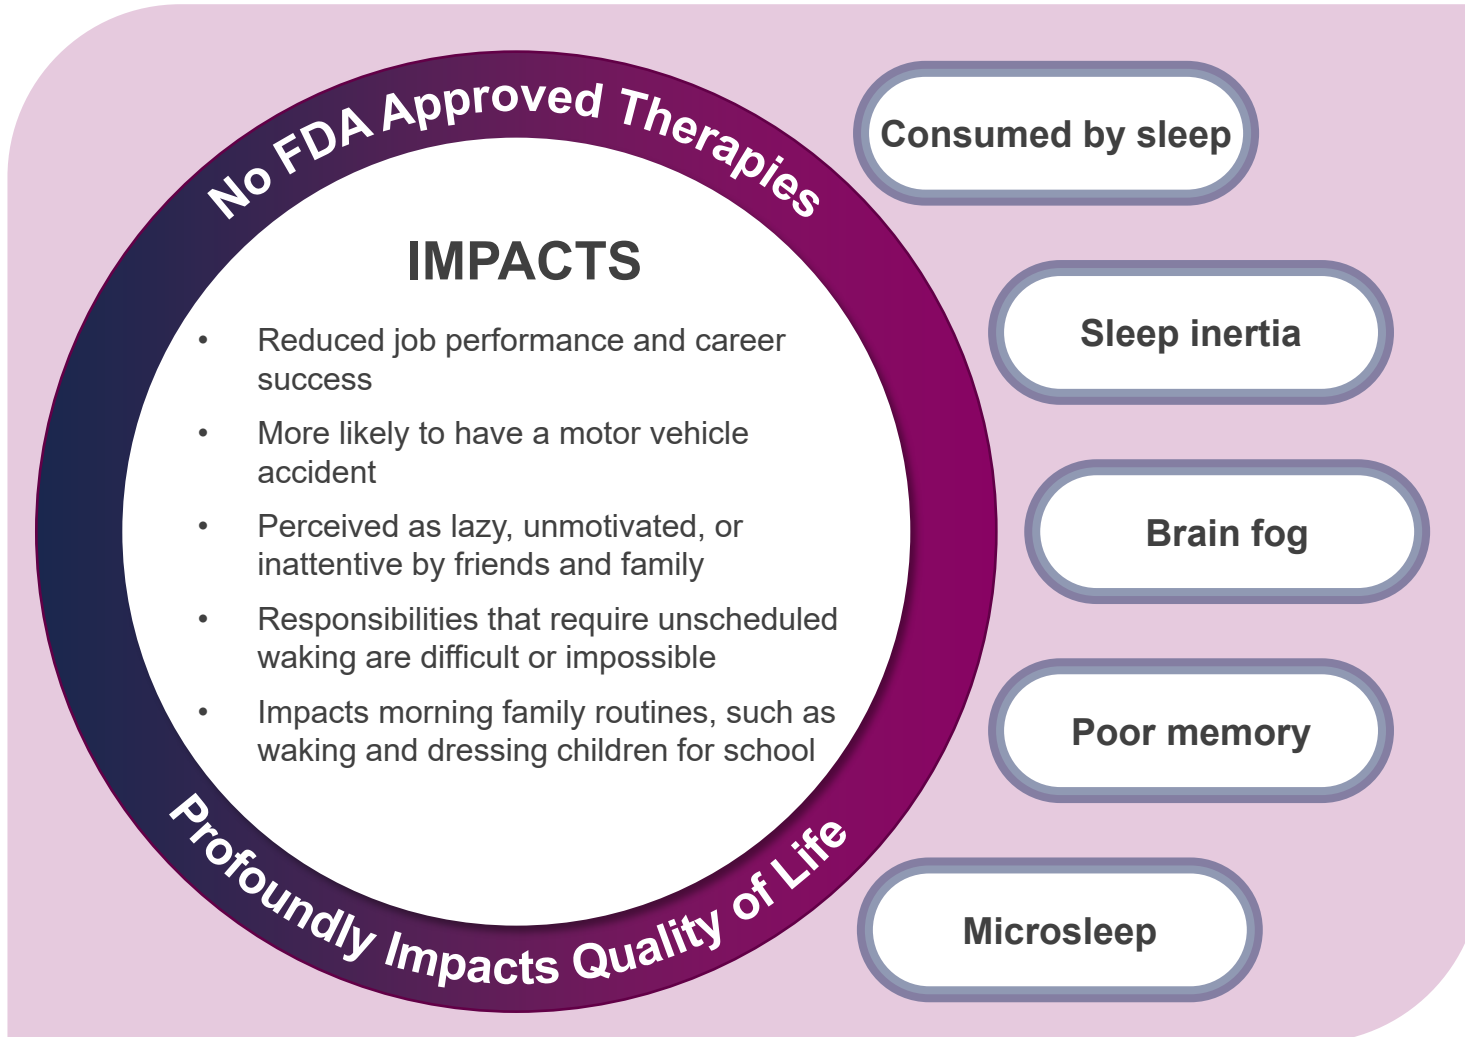 No FDA Approved Therapies
IMPACTS
• Reduced job performance and career
success
• More likely to have a motor vehicle
accident
• Perceived as lazy, unmotivated, or
inattentive by friends and family
• Responsibilities that require unscheduled
waking are difficult or impossible
• Impacts morning family routines, such as
waking and dressing children for school
Profoundly Impacts Quality of Life
Consumed by sleep
Sleep inertia
Brain fog
Poor memory
Microsleep